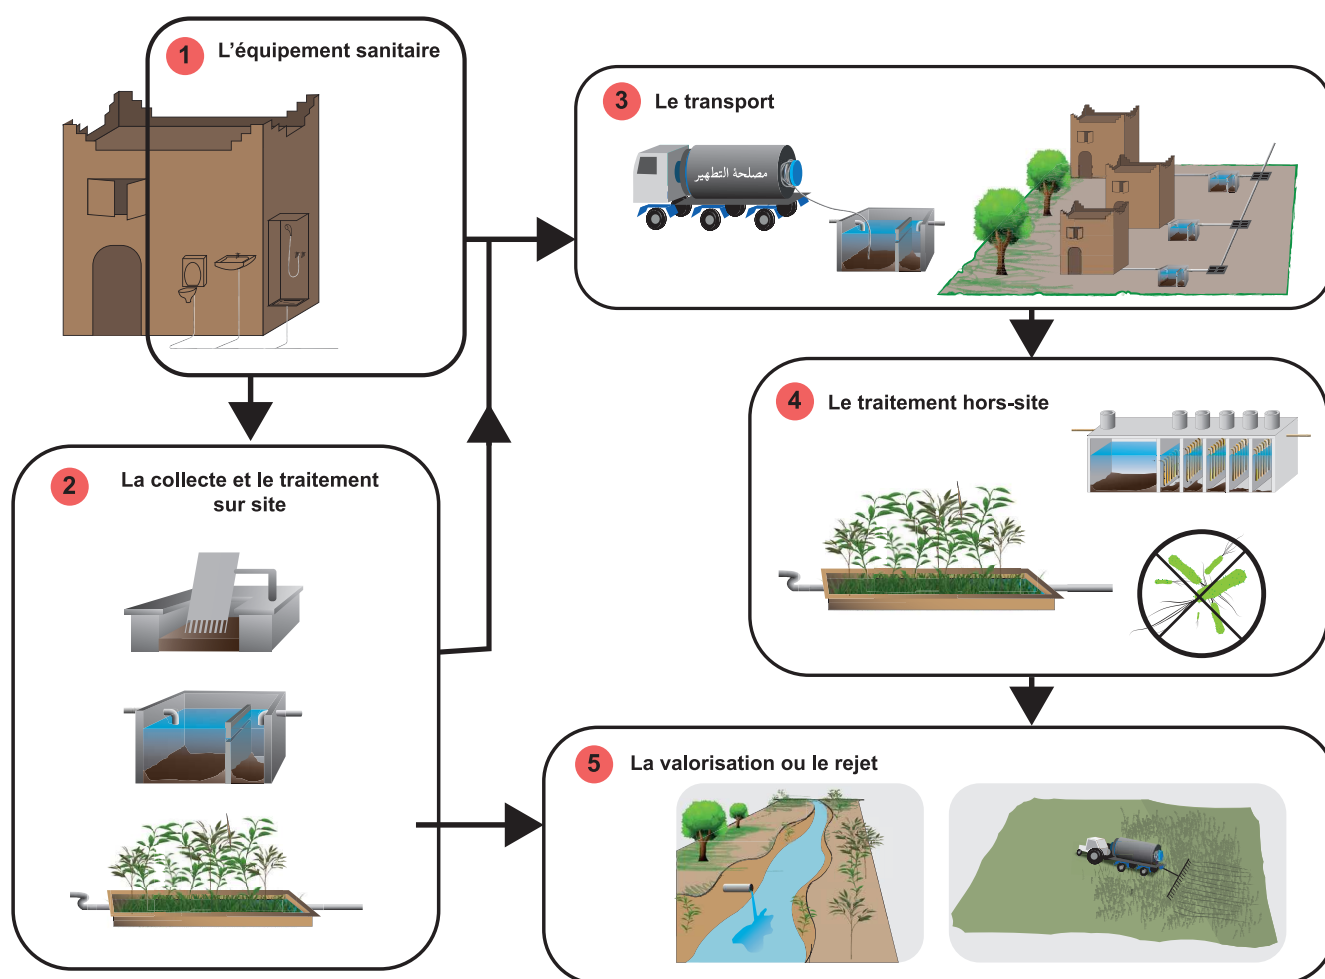 1 L'équipement sanitaire
3 Le transport
مصلحة التطهير
4 Le traitement hors-site
2 La collecte et le traitement
sur site
5 La valorisation ou le rejet